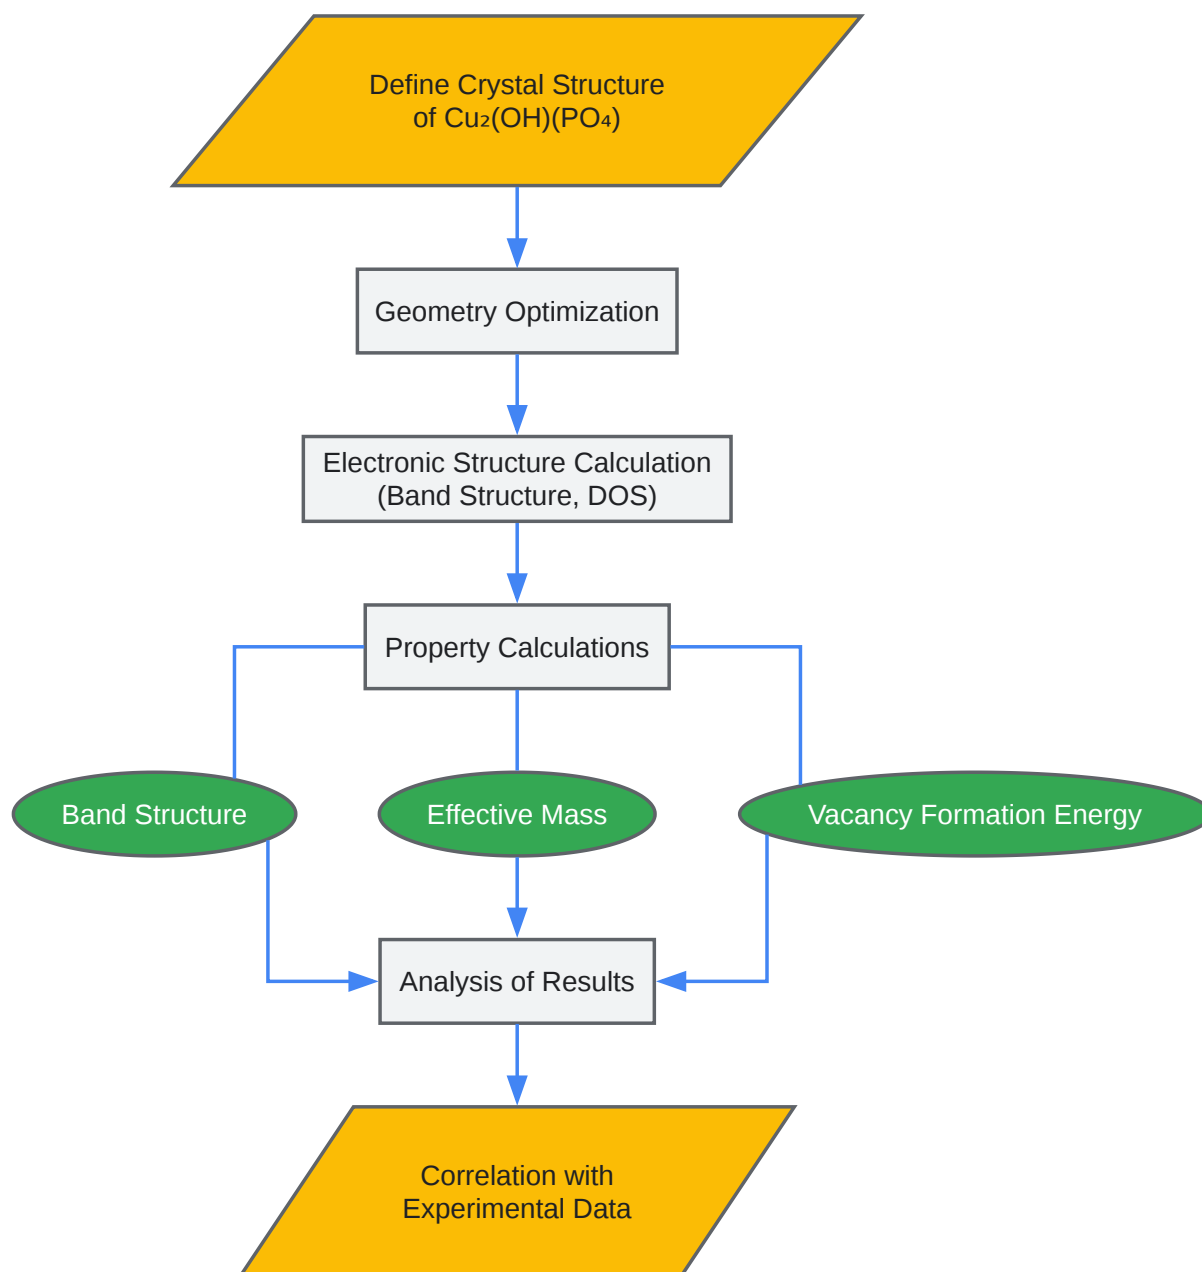 Define Crystal Structure
of Cu₂(OH)(PO₄)
Geometry Optimization
Electronic Structure Calculation
(Band Structure, DOS)
Property Calculations
Band Structure
Effective Mass
Vacancy Formation Energy
Analysis of Results
Correlation with
Experimental Data